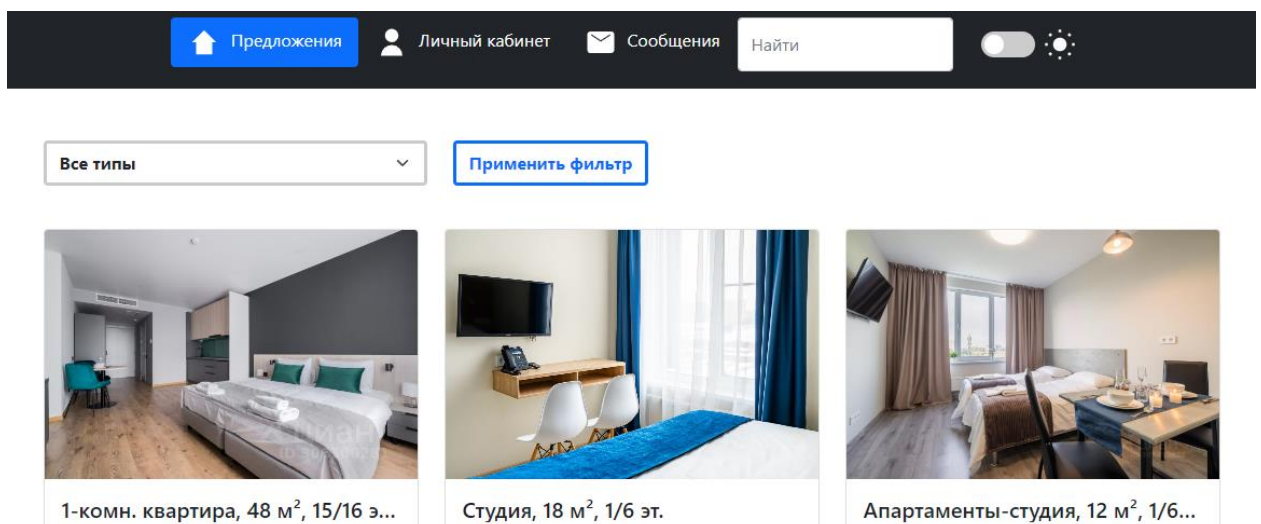 Предложения Личный кабинет Сообщения Найти
Все типы Применить фильтр
1-комн. квартира, 48 м², 15/16 э... Студия, 18 м², 1/6 эт. Апартаменты-студия, 12 м², 1/6...